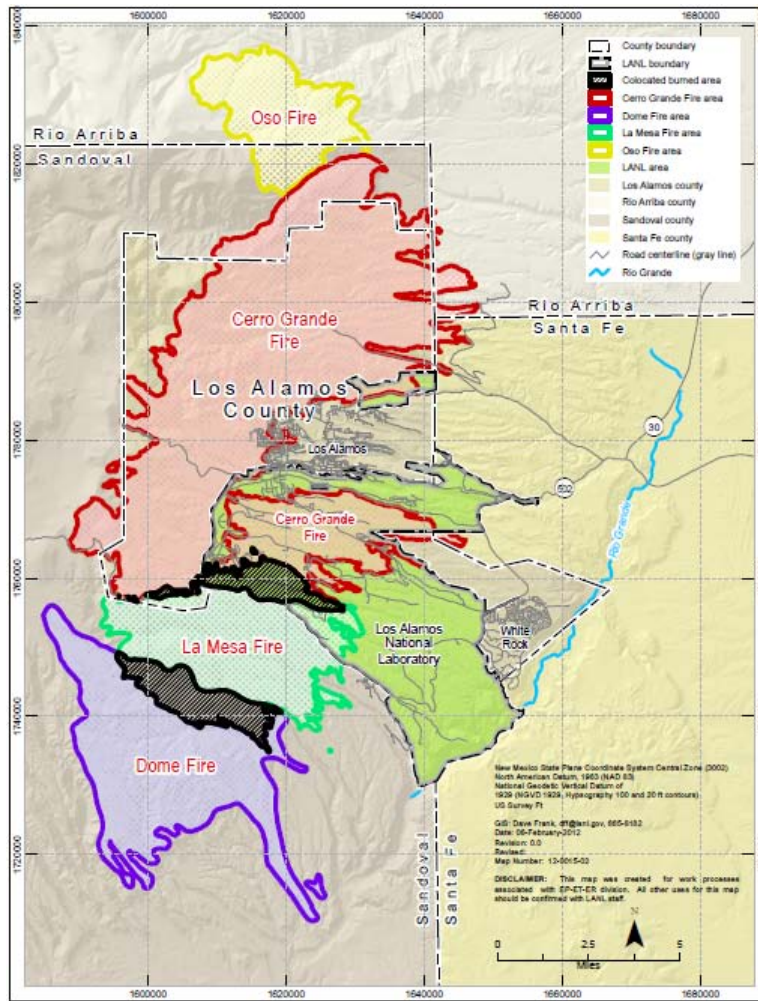 1600000
1620000
1640000
1660000
1680000
1840000
County boundary
LANL boundary
Colocated burned area
Cerro Grande Fire area
Dome Fire area
La Mesa Fire area
Oso Fire area
LANL area
Los Alamos county
Rio Arriba county
Sandoval county
Santa Fe county
Road centerline (gray line)
Rio Grande
Oso Fire
Rio Arriba
Sandoval
1820000
1800000
Rio Arriba
Santa Fe
Cerro Grande
Fire
Los Alamos
County
30
1780000
Los Alamos
502
Cerro Grande
Fire
Rio Grande
1760000
La Mesa Fire
Los Alamos
National
Laboratory
White
Rock
1740000
Dome Fire
New Mexico State Plane Coordinate System Central Zone (3002)
North American Datum, 1983 (NAD 83)
National Geodetic Vertical Datum of
1929 (NGVD 1929, Hypsography 100 and 20 ft contours)
US Survey Ft
GIS: Dave Frank, dff@lanl.gov, 665-8182
Date: 06-February-2012
Revision: 0.0
Revised:
Map Number: 12-0015-02
1720000
DISCLAIMER: This map was created for work processes
associated with EP-ET-ER division. All other uses for this map
should be confirmed with LANL staff.
Sandoval
Santa Fe
N
0 2.5 5
Miles
1600000
1620000
1640000
1660000
1680000